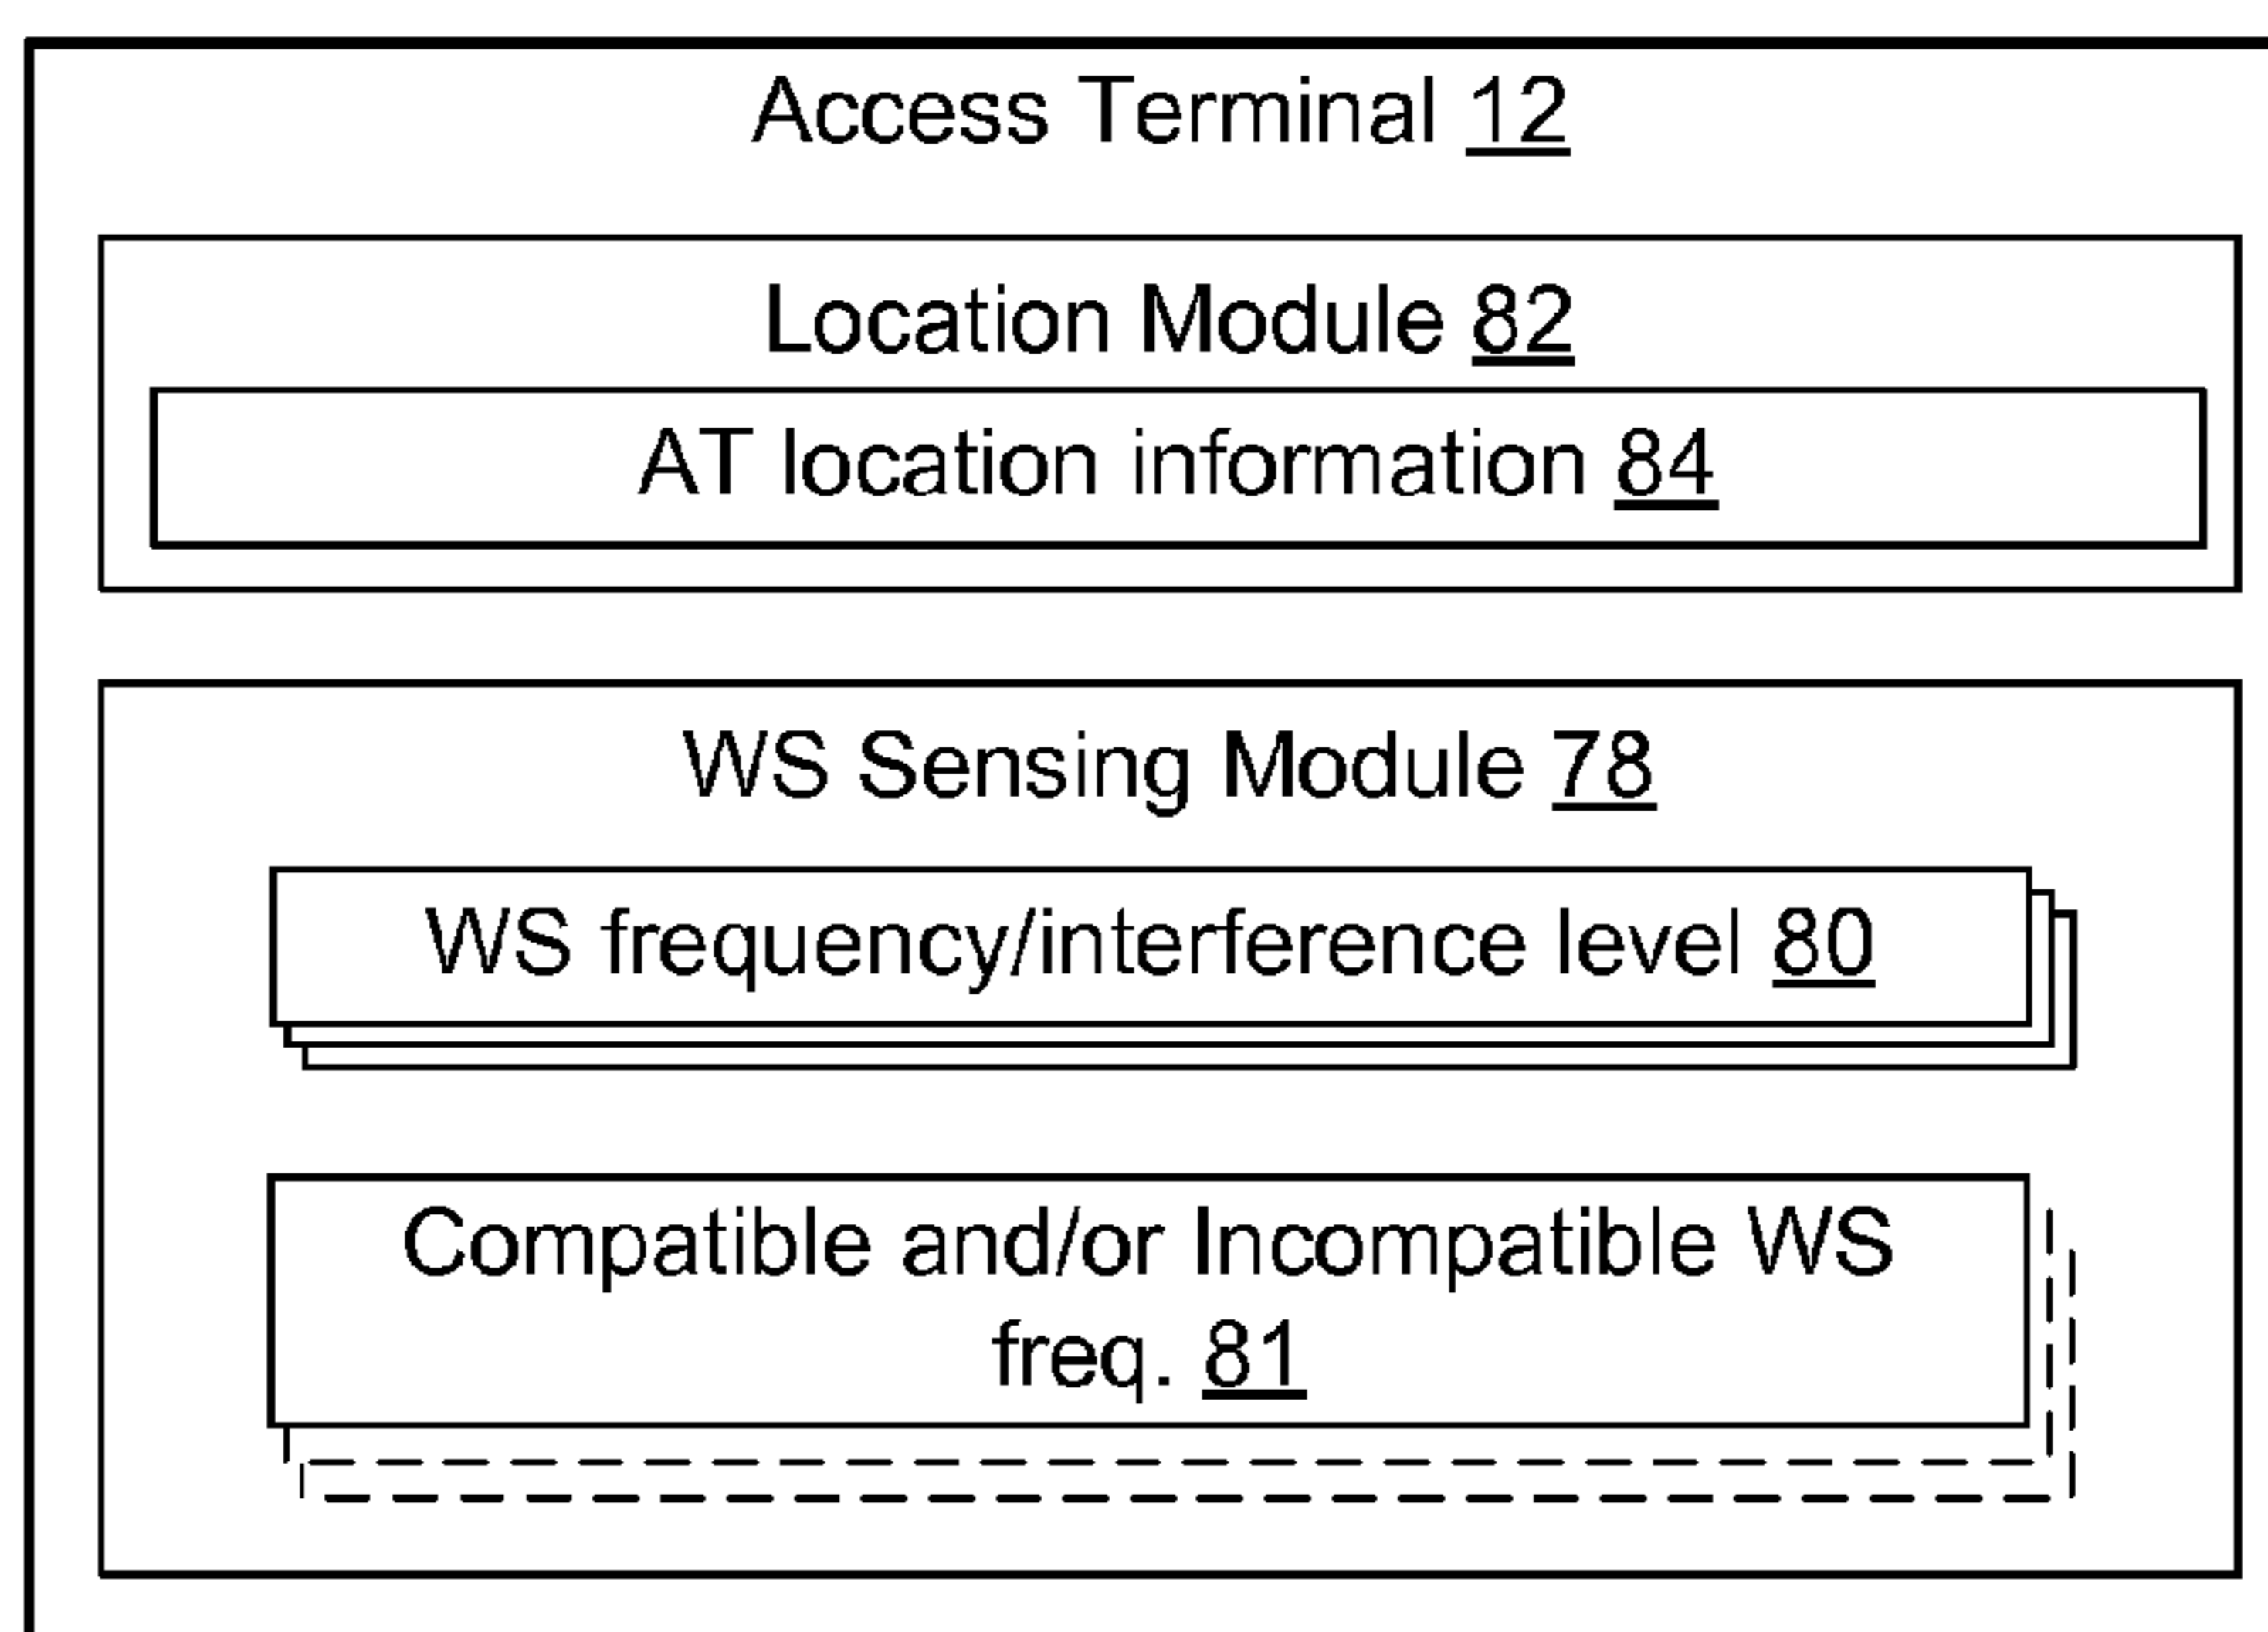 Access Terminal 12
Location Module 82
AT location information 84
WS Sensing Module 78
WS frequency/interference level 80
Compatible and/or Incompatible WS
freq. 81